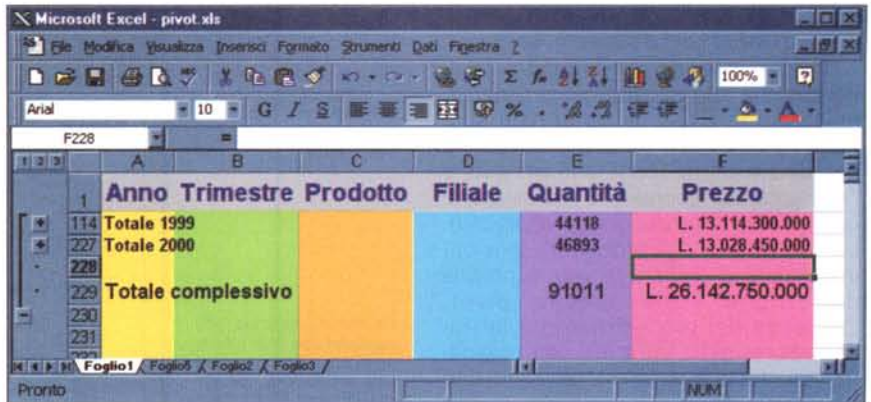 Microsoft Excel - pivot.xls
File Modifica Visualizza Inserisci Formato Strumenti Dati Finestra ?
100%
Arial 10 G I S
F228 =
1 2 3 A B C D E F
1 Anno Trimestre Prodotto Filiale Quantità Prezzo
114 Totale 1999 44118 L. 13.114.300.000
227 Totale 2000 46893 L. 13.028.450.000
228
229 Totale complessivo 91011 L. 26.142.750.000
230
231
Foglio1 Foglio5 Foglio2 Foglio3
Pronto NUM